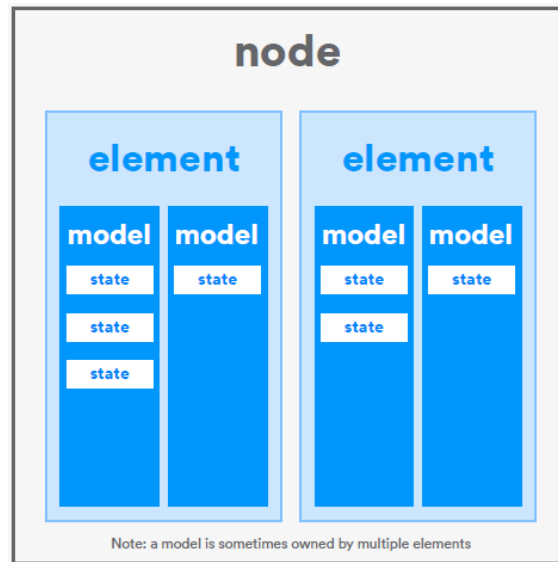 node
element
element
model
model
model
model
state
state
state
state
state
state
state
Note: a model is sometimes owned by multiple elements